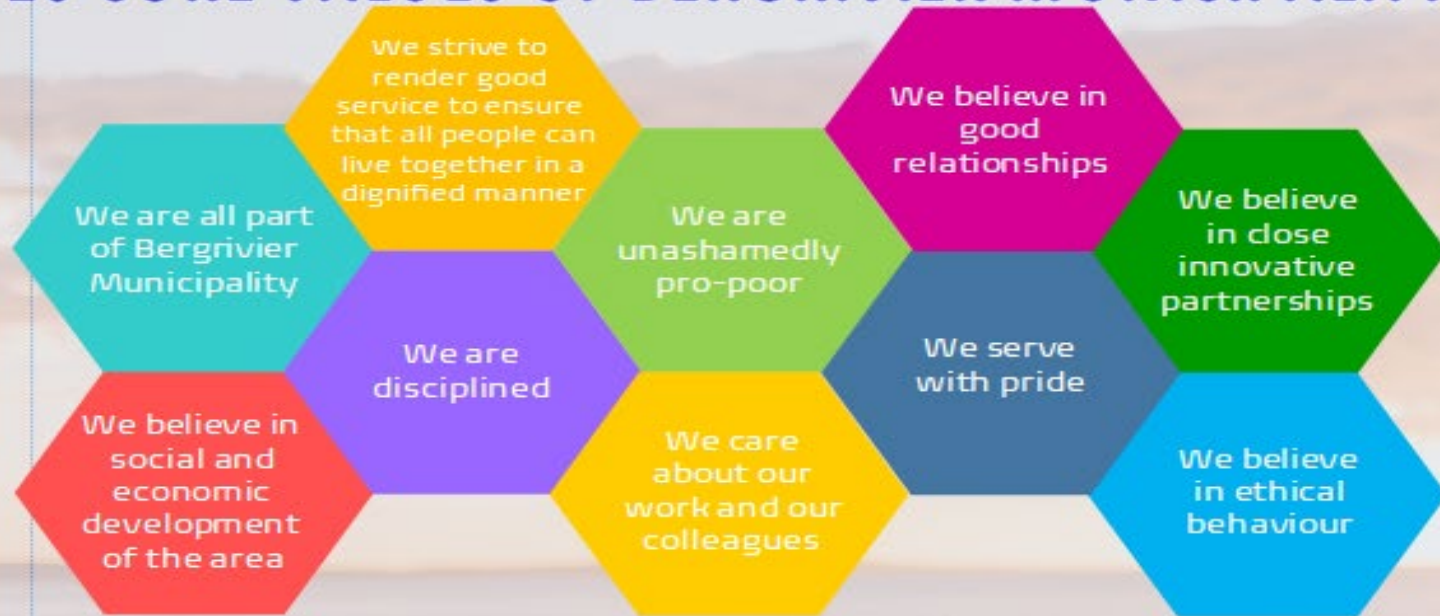 We strive to
render good
service to ensure
that all people can
live together in a
dignified manner
We believe in
good
relationships
We are all part
of Bergrivier
Municipality
We are
unashamedly
pro-poor
We believe
in close
innovative
partnerships
We are
disciplined
We serve
with pride
We believe in
social and
economic
development
of the area
We care
about our
work and our
colleagues
We believe
in ethical
behaviour